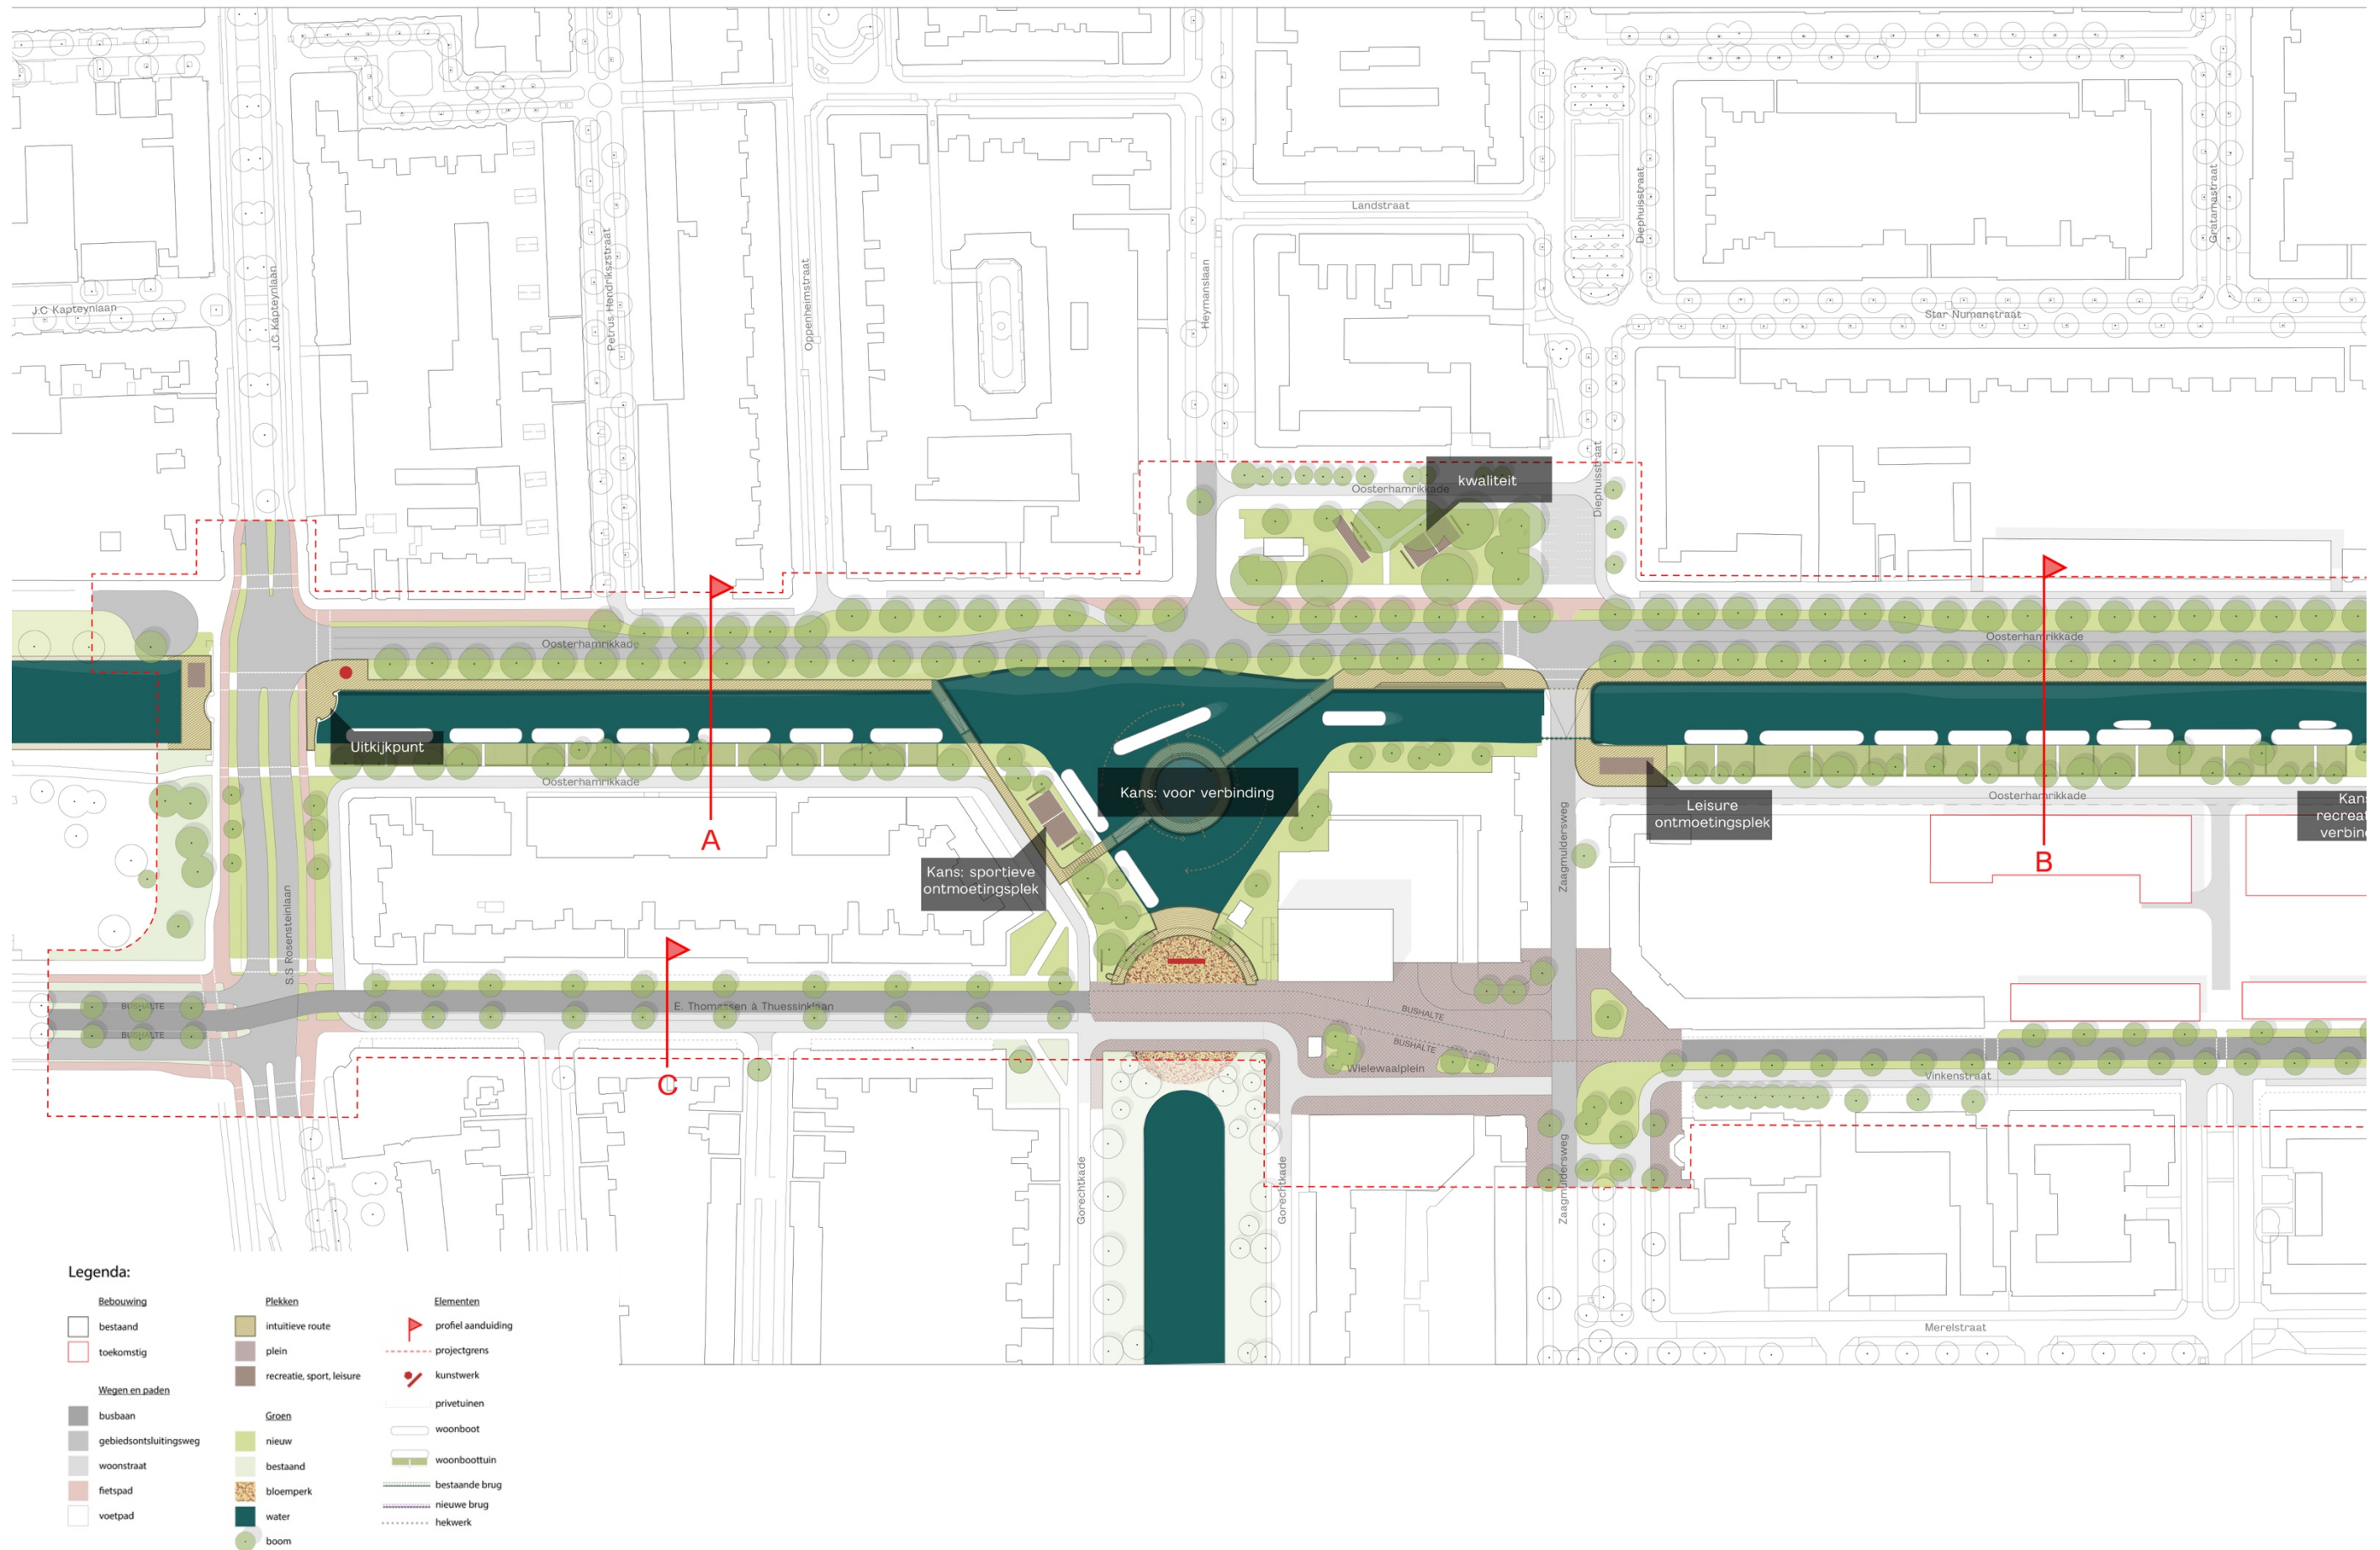 Landstraat
Diephuisstraat
Gratamastraat
J.C Kapteynlaan
J.C Kapteynlaan
Petrus Hendrikszstraat
Oppenheimstraat
Heymanslaan
Star Numanstraat
Diephuisstraat
Oosterhamrikkade
kwaliteit
Oosterhamrikkade
Oosterhamrikkade
Uitkijkpunt
Oosterhamrikkade
Kans: voor verbinding
Leisure
ontmoetingsplek
Oosterhamrikkade
Kans
recreat
verbin
A
B
Kans: sportieve
ontmoetingsplek
Zaagmuldersweg
S.S Rosensteinlaan
BUSHALTE
BUSHALTE
E. Thomassen à Thuessinklaan
BUSHALTE
BUSHALTE
Wielewaalplein
Vinkenstraat
C
Gorechtkade
Gorechtkade
Zaagmuldersweg
Merelstraat
Legenda:
Bebouwing
bestaand
toekomstig
Wegen en paden
busbaan
gebiedsontsluitingsweg
woonstraat
fietspad
voetpad
Plekken
intuitieve route
plein
recreatie, sport, leisure
Groen
nieuw
bestaand
bloemperk
water
boom
Elementen
profiel aanduiding
projectgrens
kunstwerk
privetuinen
woonboot
woonboottuin
bestaande brug
nieuwe brug
hekwerk